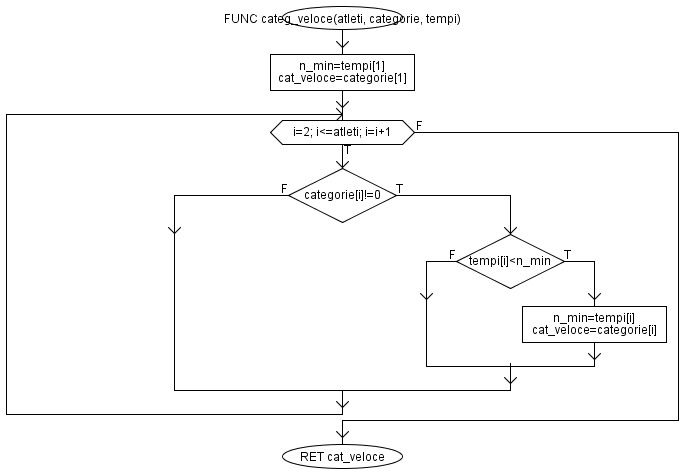 FUNC categ_veloce(atleti, categorie, tempi)
n_min=tempi[1]
cat_veloce=categorie[1]
i=2; i<=atleti; i=i+1
F
T
F
categorie[i]!=0
T
F
tempi[i]<n_min
T
n_min=tempi[i]
cat_veloce=categorie[i]
RET cat_veloce